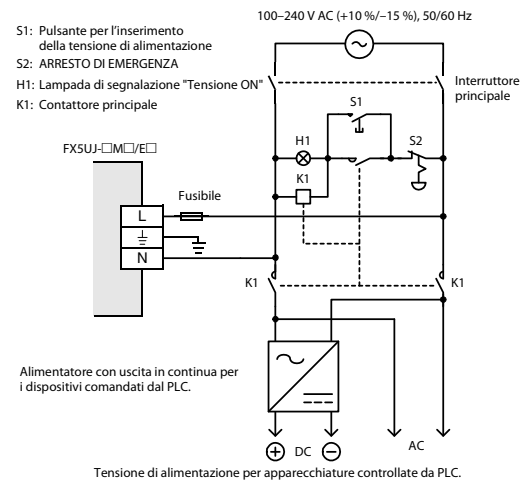 100–240 V AC (+10 %/–15 %), 50/60 Hz
S1: Pulsante per l'inserimento
della tensione di alimentazione
S2: ARRESTO DI EMERGENZA
H1: Lampada di segnalazione "Tensione ON"
K1: Contattore principale
Interruttore
principale
S1
H1
S2
K1
FX5UJ-□M□/E□
Fusibile
L
N
K1
K1
Alimentatore con uscita in continua per
i dispositivi comandati dal PLC.
DC
AC
Tensione di alimentazione per apparecchiature controllate da PLC.